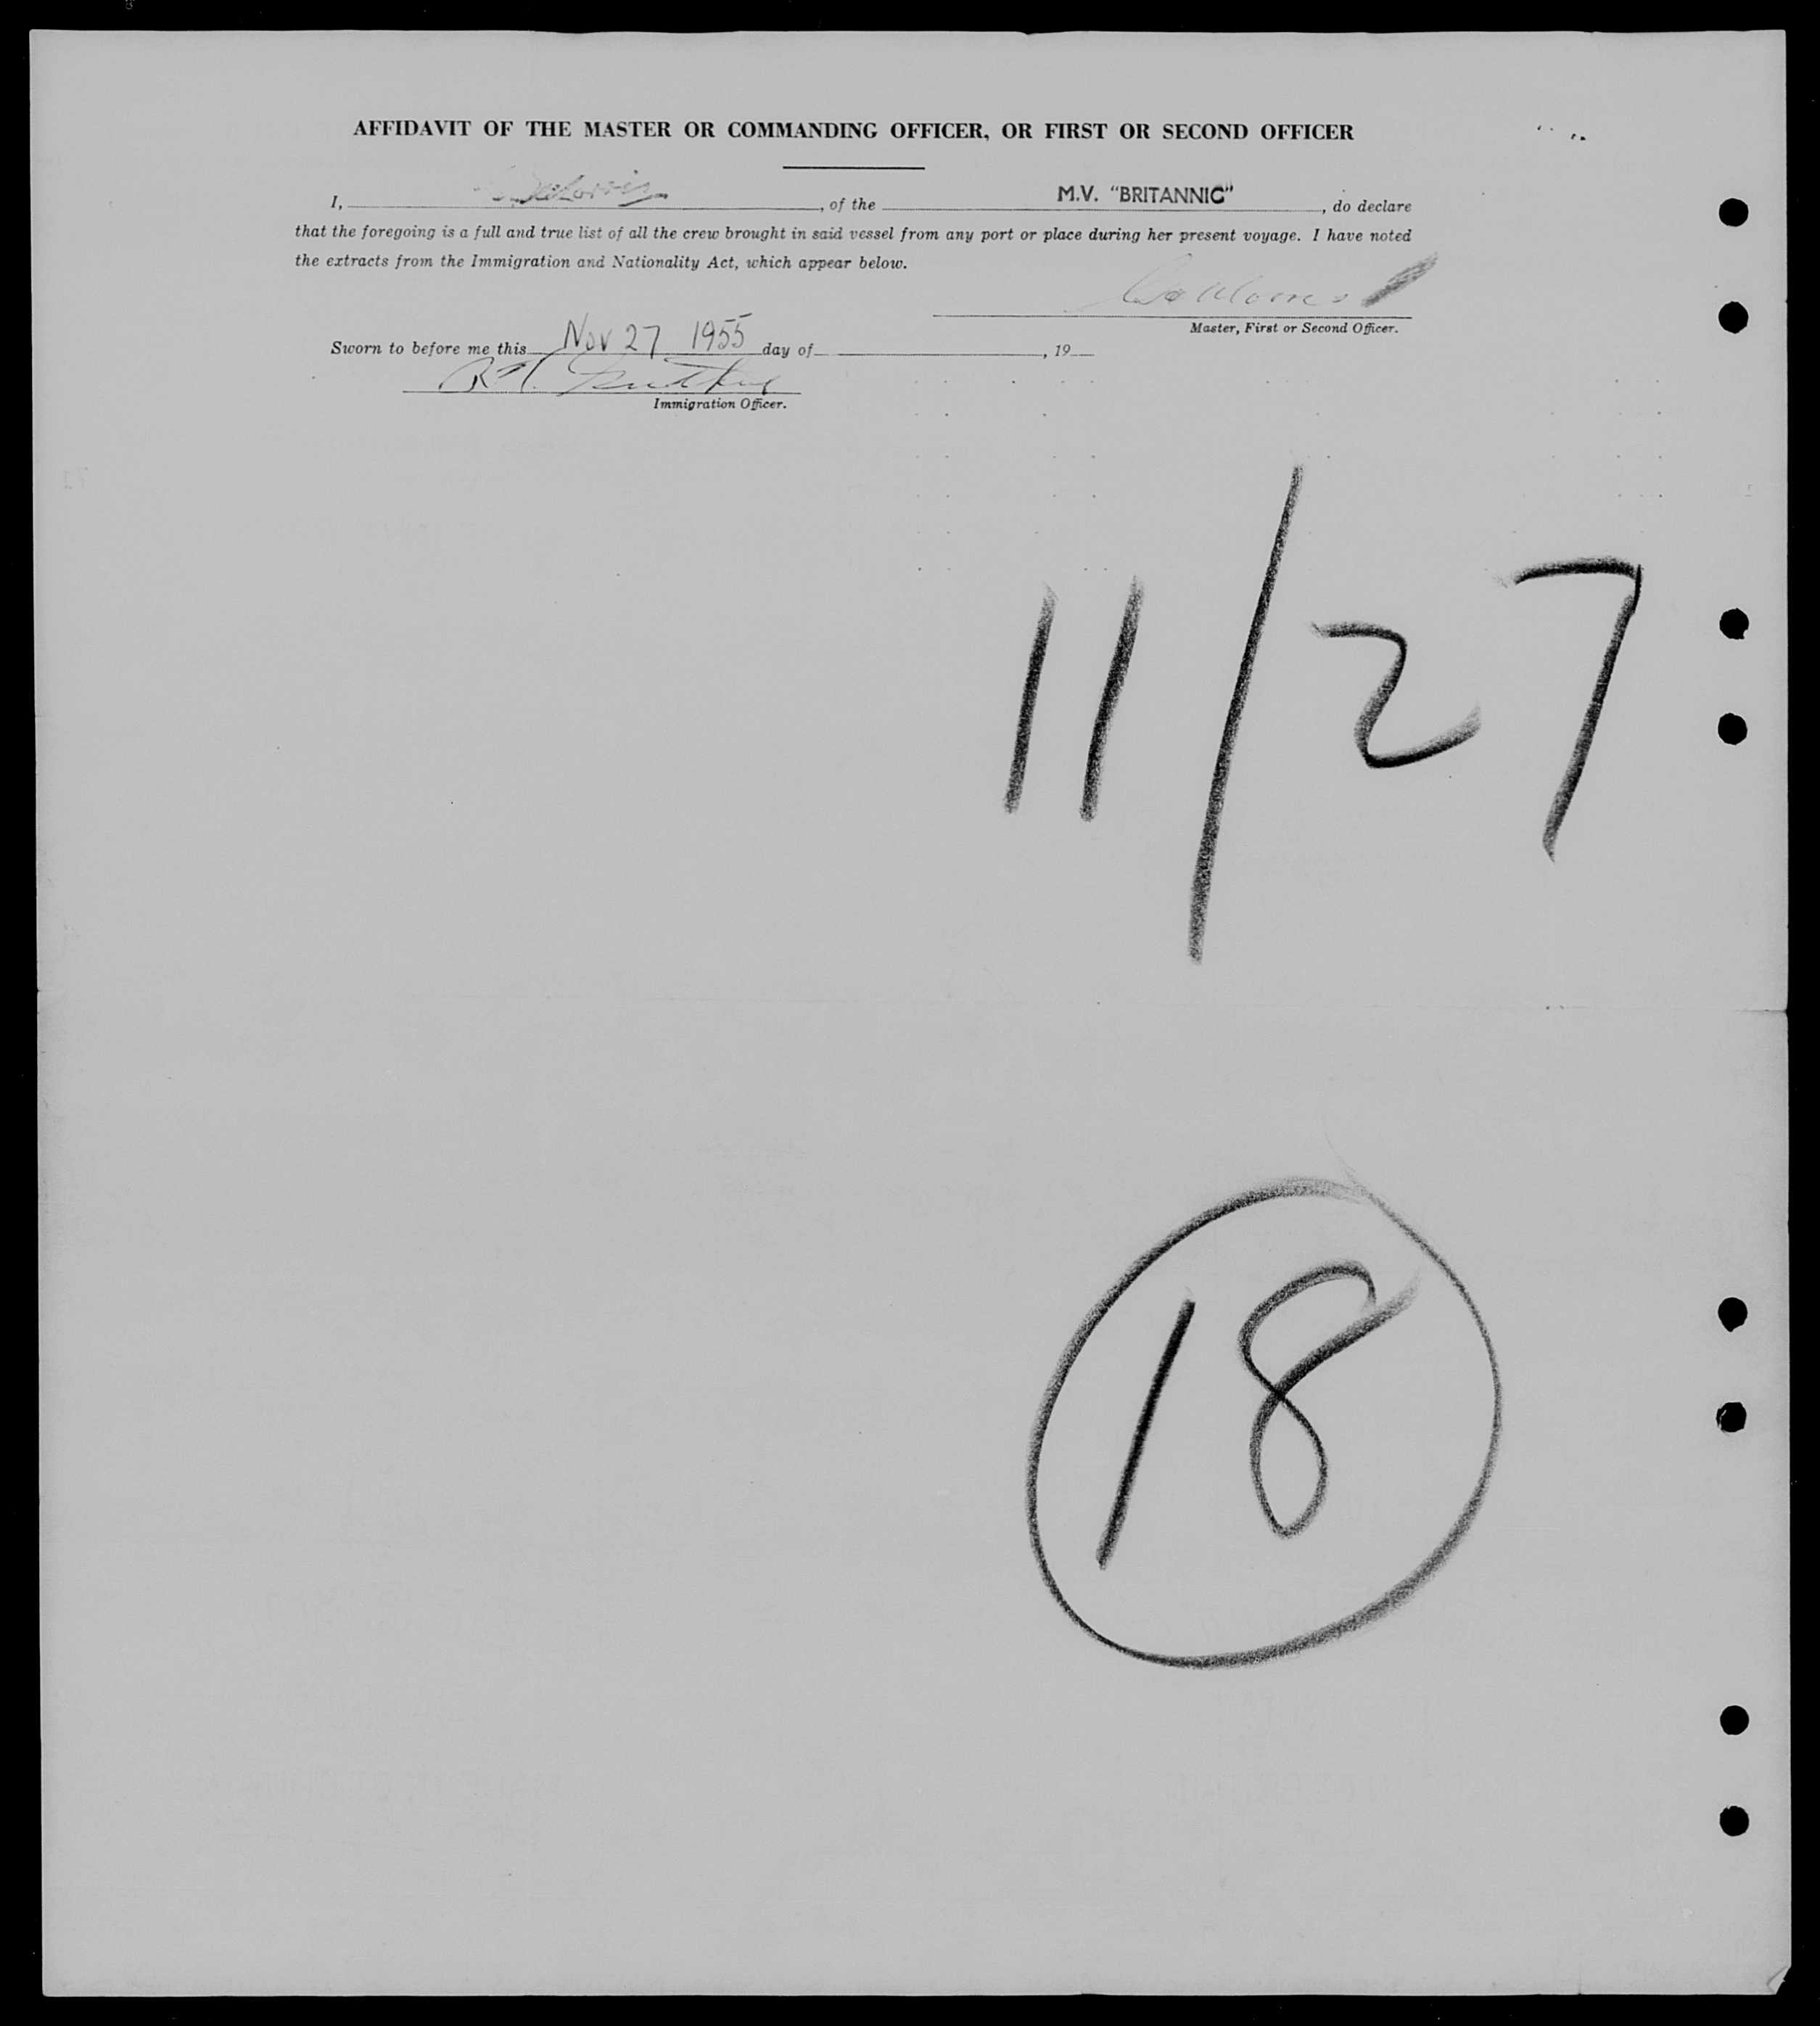 AFFIDAVIT OF THE MASTER OR COMMANDING OFFICER, OR FIRST OR SECOND OFFICER
I, , of the M.V. "BRITANNIC" , do declare
that the foregoing is a full and true list of all the crew brought in said vessel from any port or place during her present voyage. I have noted
the extracts from the Immigration and Nationality Act, which appear below.
Master, First or Second Officer.
Sworn to before me this Nov 27 1955 day of , 19
Immigration Officer.
11/27
18